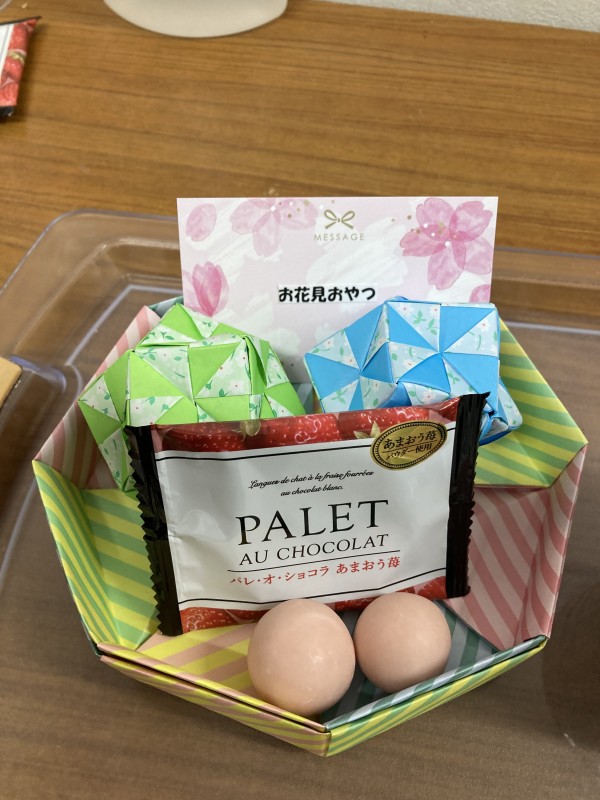 MESSAGE
お花見おやつ
あまおう苺
パウダー使用
Langues de chat à la fraise fourrées
au chocolat blanc.
PALET
AU CHOCOLAT
パレ・オ・ショコラ あまおう苺